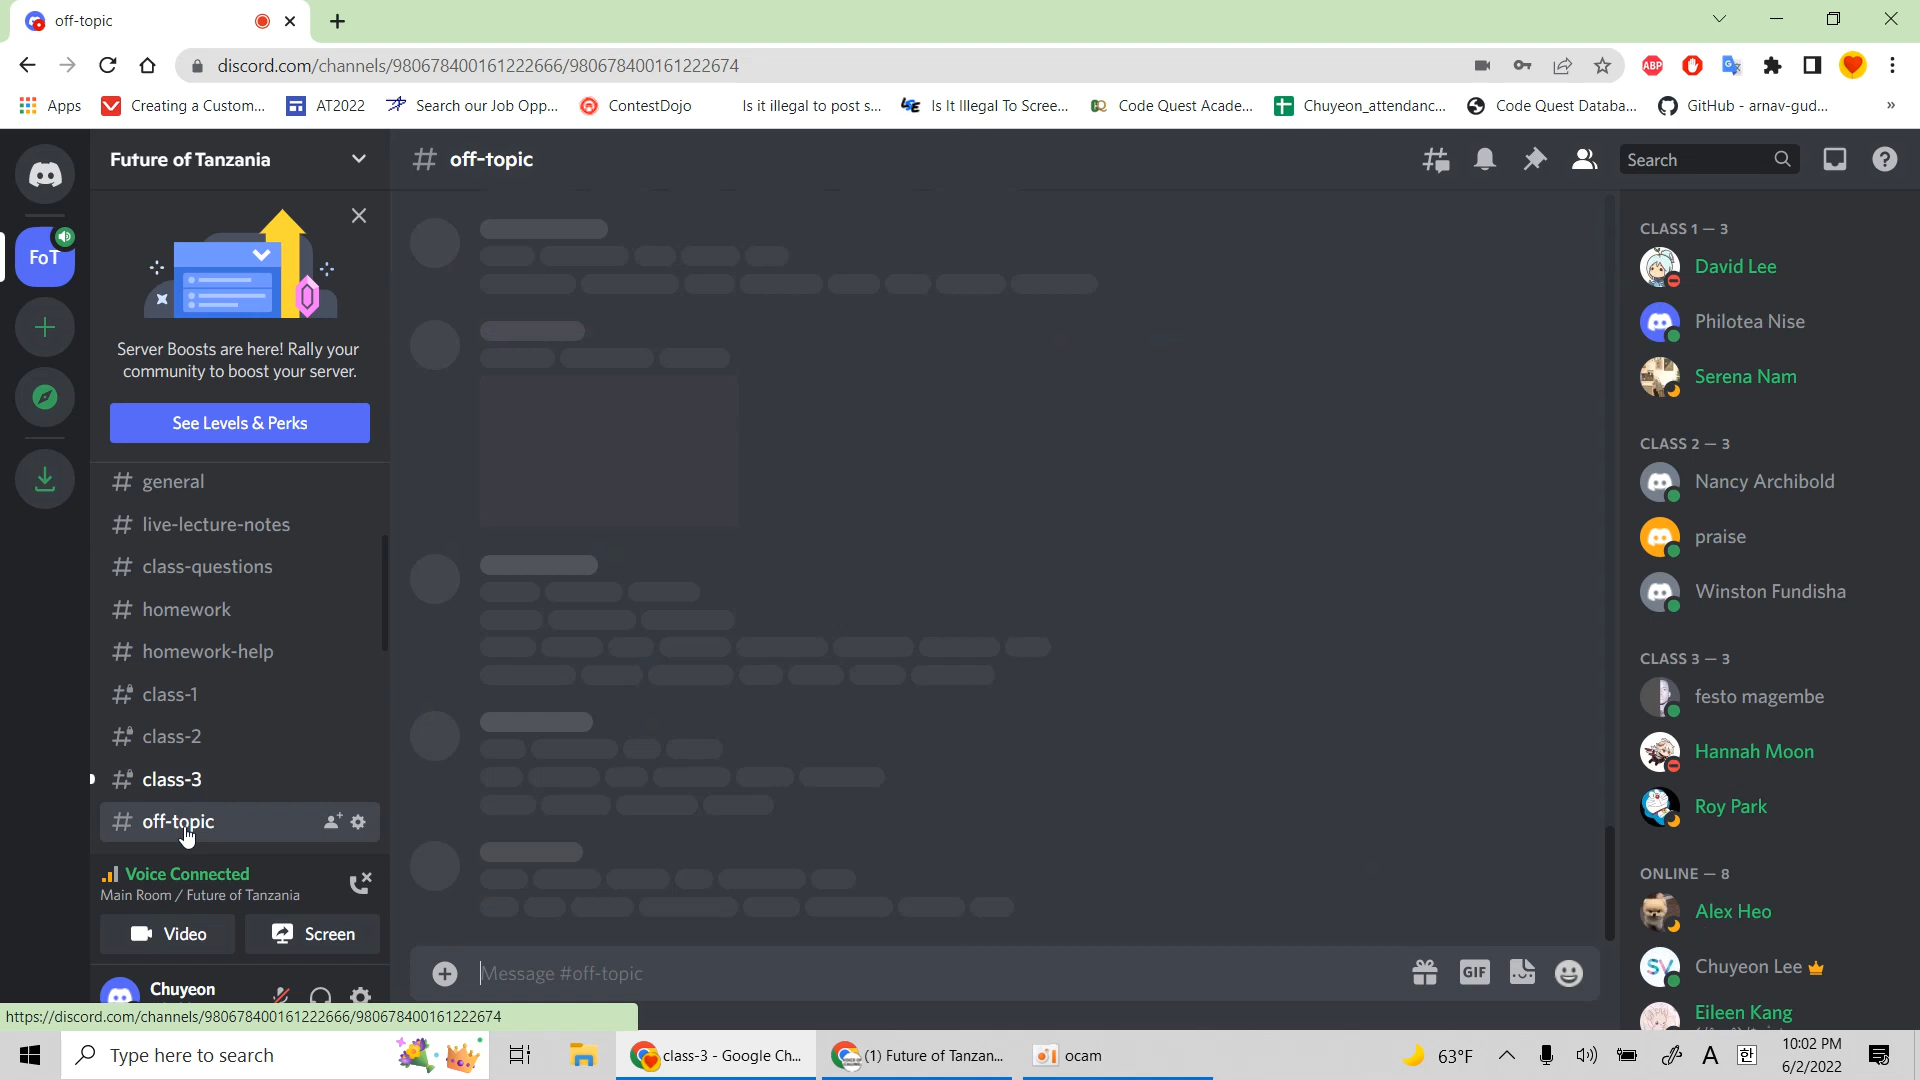 off-topic
discord.com/channels/980678400161222666/980678400161222674
ABP
Apps
Creating a Custom...
AT2022
Search our Job Opp...
ContestDojo
Is it illegal to post s...
Is It Illegal To Scree...
Code Quest Acade...
Chuyeon_attendanc...
Code Quest Databa...
GitHub - arnav-gud...
»
FoT
Future of Tanzania
Server Boosts are here! Rally your
community to boost your server.
See Levels & Perks
# general
# live-lecture-notes
# class-questions
# homework
# homework-help
# class-1
# class-2
# class-3
# off-topic
Voice Connected
Main Room / Future of Tanzania
Video
Screen
Chuyeon
https://discord.com/channels/980678400161222666/980678400161222674
# off-topic
Search
Message #off-topic
GIF
CLASS 1 — 3
David Lee
Philotea Nise
Serena Nam
CLASS 2 — 3
Nancy Archibold
praise
Winston Fundisha
CLASS 3 — 3
festo magembe
Hannah Moon
Roy Park
ONLINE — 8
Alex Heo
SV
Chuyeon Lee
Eileen Kang
Type here to search
class-3 - Google Ch...
(1) Future of Tanzan...
ocam
63°F
A
한
10:02 PM
6/2/2022